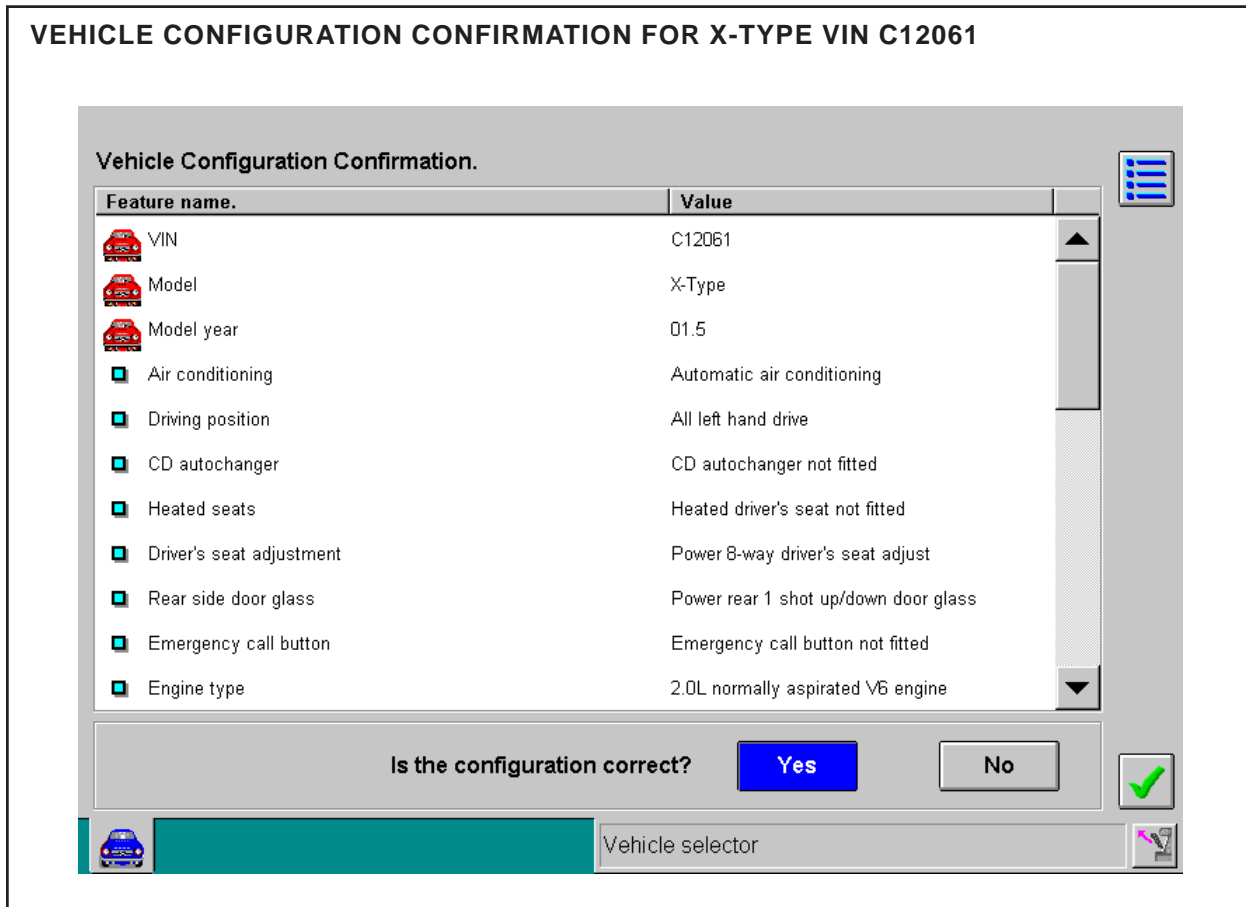 VEHICLE CONFIGURATION CONFIRMATION FOR X-TYPE VIN C12061
Vehicle Configuration Confirmation.
Feature name. Value
VIN C12061
Model X-Type
Model year 01.5
Air conditioning Automatic air conditioning
Driving position All left hand drive
CD autochanger CD autochanger not fitted
Heated seats Heated driver's seat not fitted
Driver's seat adjustment Power 8-way driver's seat adjust
Rear side door glass Power rear 1 shot up/down door glass
Emergency call button Emergency call button not fitted
Engine type 2.0L normally aspirated V6 engine
Is the configuration correct? Yes No
Vehicle selector